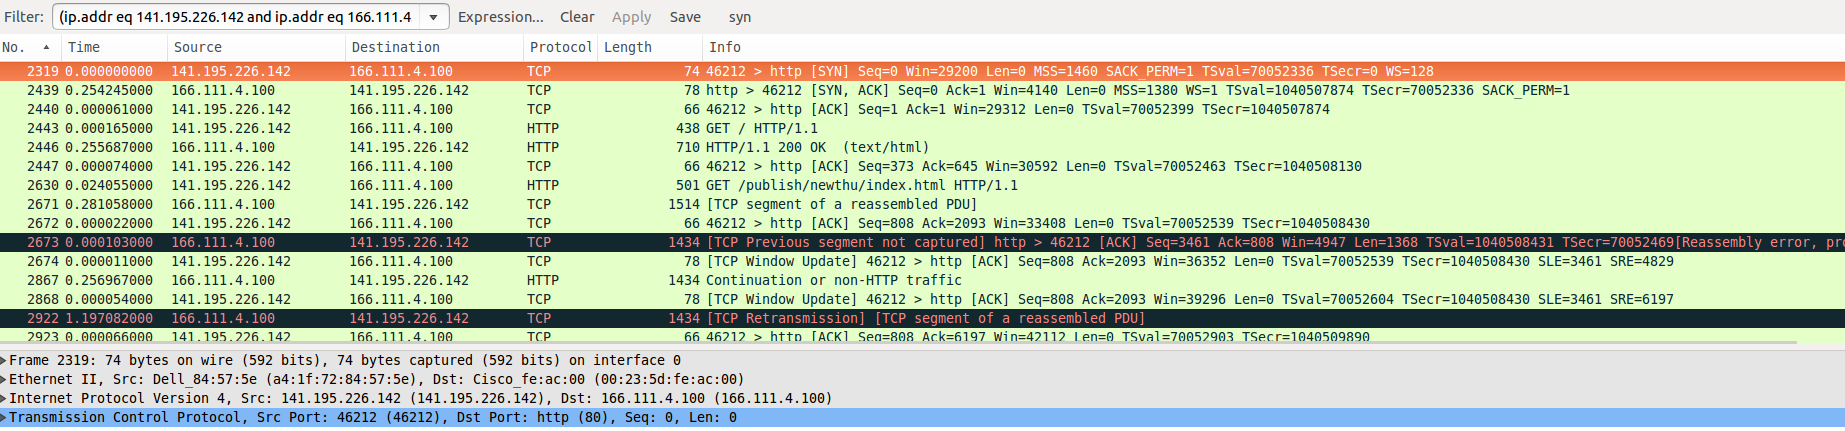 Filter: (ip.addr eq 141.195.226.142 and ip.addr eq 166.111.4 Expression... Clear Apply Save syn
No. Time Source Destination Protocol Length Info
2319 0.000000000 141.195.226.142 166.111.4.100 TCP 74 46212 > http [SYN] Seq=0 Win=29200 Len=0 MSS=1460 SACK_PERM=1 TSval=70052336 TSecr=0 WS=128
2439 0.254245000 166.111.4.100 141.195.226.142 TCP 78 http > 46212 [SYN, ACK] Seq=0 Ack=1 Win=4140 Len=0 MSS=1380 WS=1 TSval=1040507874 TSecr=70052336 SACK_PERM=1
2440 0.000061000 141.195.226.142 166.111.4.100 TCP 66 46212 > http [ACK] Seq=1 Ack=1 Win=29312 Len=0 TSval=70052399 TSecr=1040507874
2443 0.000165000 141.195.226.142 166.111.4.100 HTTP 438 GET / HTTP/1.1
2446 0.255687000 166.111.4.100 141.195.226.142 HTTP 710 HTTP/1.1 200 OK (text/html)
2447 0.000074000 141.195.226.142 166.111.4.100 TCP 66 46212 > http [ACK] Seq=373 Ack=645 Win=30592 Len=0 TSval=70052463 TSecr=1040508130
2630 0.024055000 141.195.226.142 166.111.4.100 HTTP 501 GET /publish/newthu/index.html HTTP/1.1
2671 0.281058000 166.111.4.100 141.195.226.142 TCP 1514 [TCP segment of a reassembled PDU]
2672 0.000022000 141.195.226.142 166.111.4.100 TCP 66 46212 > http [ACK] Seq=808 Ack=2093 Win=33408 Len=0 TSval=70052539 TSecr=1040508430
2673 0.000103000 166.111.4.100 141.195.226.142 TCP 1434 [TCP Previous segment not captured] http > 46212 [ACK] Seq=3461 Ack=808 Win=4947 Len=1368 TSval=1040508431 TSecr=70052469[Reassembly error, pro
2674 0.000011000 141.195.226.142 166.111.4.100 TCP 78 [TCP Window Update] 46212 > http [ACK] Seq=808 Ack=2093 Win=36352 Len=0 TSval=70052539 TSecr=1040508430 SLE=3461 SRE=4829
2867 0.256967000 166.111.4.100 141.195.226.142 HTTP 1434 Continuation or non-HTTP traffic
2868 0.000054000 141.195.226.142 166.111.4.100 TCP 78 [TCP Window Update] 46212 > http [ACK] Seq=808 Ack=2093 Win=39296 Len=0 TSval=70052604 TSecr=1040508430 SLE=3461 SRE=6197
2922 1.197082000 166.111.4.100 141.195.226.142 TCP 1434 [TCP Retransmission] [TCP segment of a reassembled PDU]
2923 0.000066000 141.195.226.142 166.111.4.100 TCP 66 46212 > http [ACK] Seq=808 Ack=6197 Win=42112 Len=0 TSval=70052903 TSecr=1040509890
Frame 2319: 74 bytes on wire (592 bits), 74 bytes captured (592 bits) on interface 0
Ethernet II, Src: Dell_84:57:5e (a4:1f:72:84:57:5e), Dst: Cisco_fe:ac:00 (00:23:5d:fe:ac:00)
Internet Protocol Version 4, Src: 141.195.226.142 (141.195.226.142), Dst: 166.111.4.100 (166.111.4.100)
Transmission Control Protocol, Src Port: 46212 (46212), Dst Port: http (80), Seq: 0, Len: 0